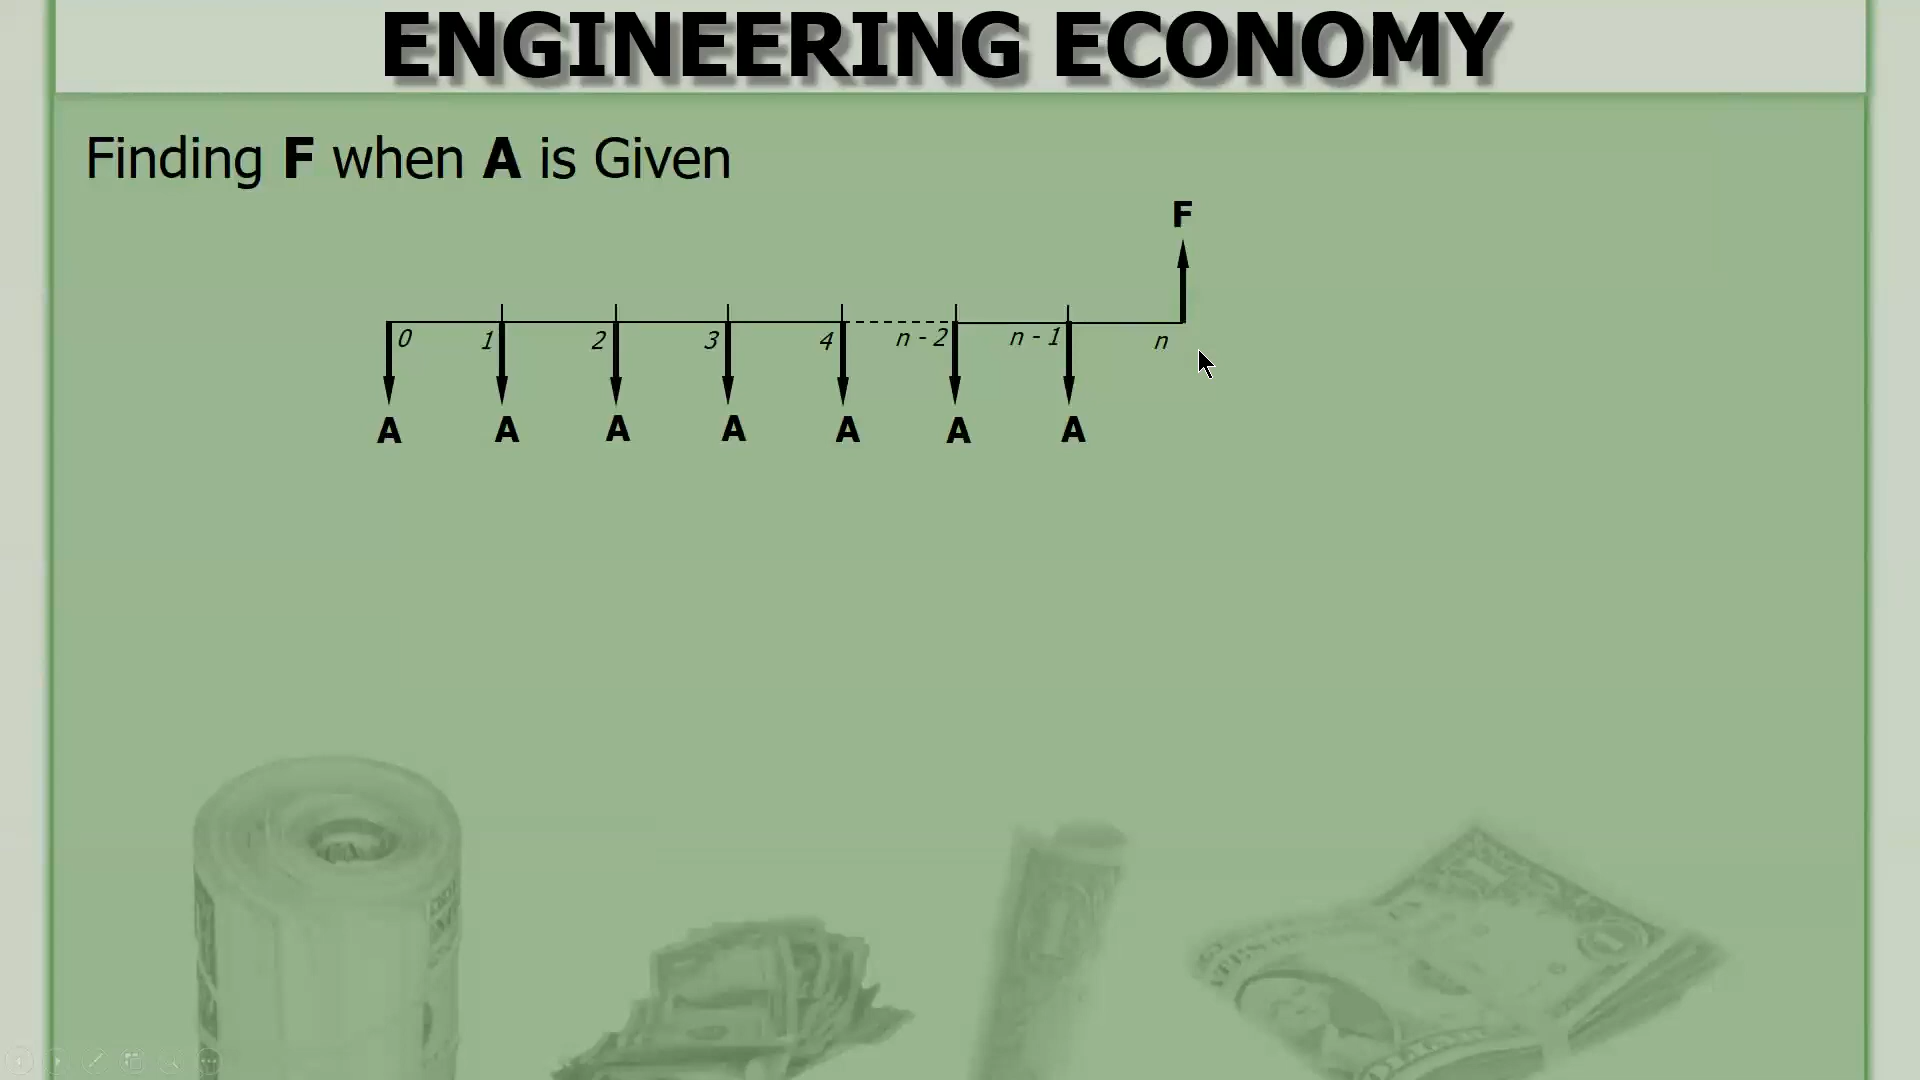 ENGINEERING ECONOMY
Finding F when A is Given
F
0 1 2 3 4 n - 2 n - 1 n
A A A A A A A